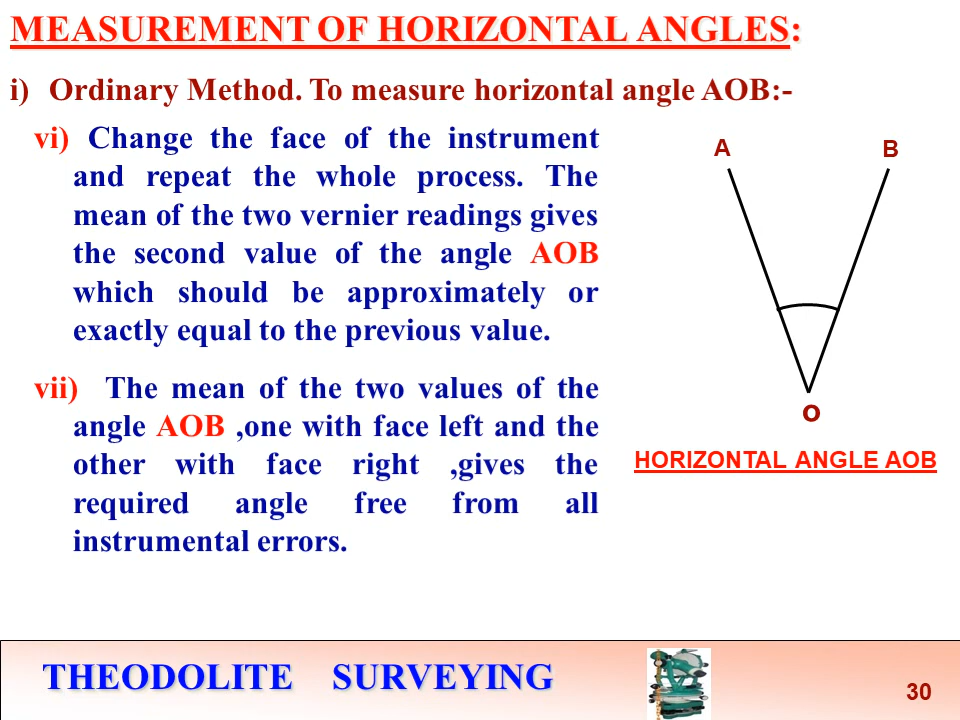 MEASUREMENT OF HORIZONTAL ANGLES:
i) Ordinary Method. To measure horizontal angle AOB:-
vi) Change the face of the instrument
and repeat the whole process. The
mean of the two vernier readings gives
the second value of the angle AOB
which should be approximately or
exactly equal to the previous value.
vii) The mean of the two values of the
angle AOB ,one with face left and the
other with face right ,gives the
required angle free from all
instrumental errors.
A
B
O
HORIZONTAL ANGLE AOB
THEODOLITE SURVEYING
30